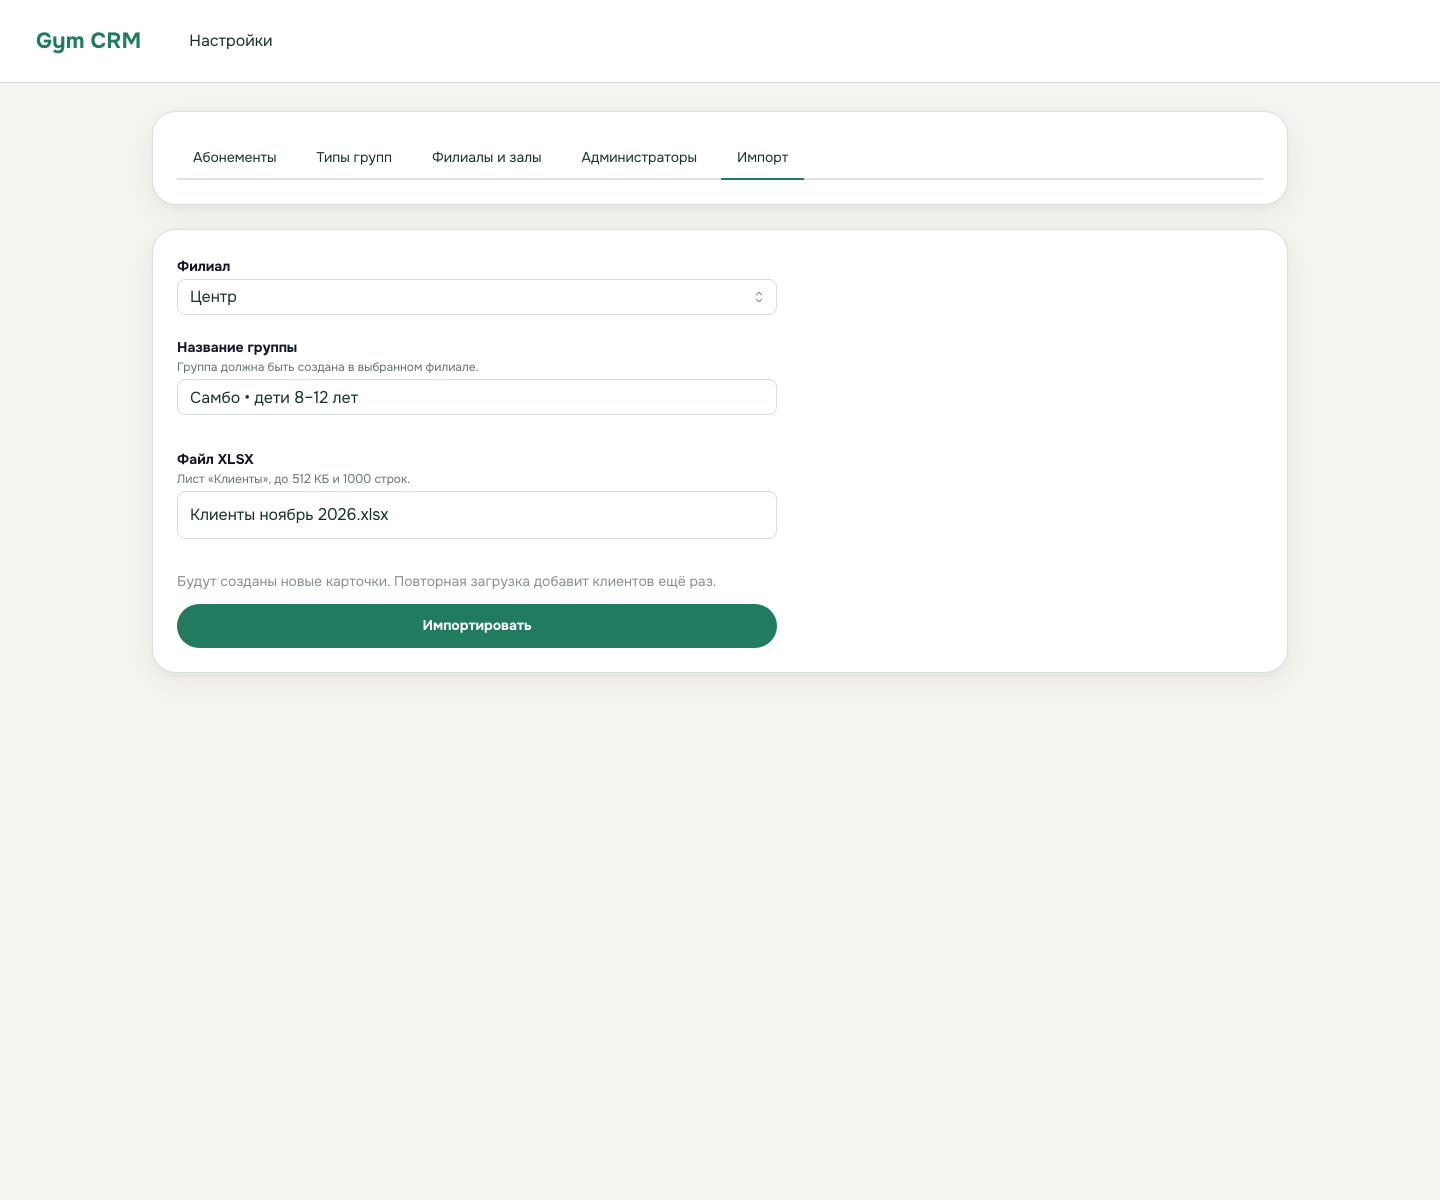 Gym CRM
Настройки
Абонементы
Типы групп
Филиалы и залы
Администраторы
Импорт
Филиал
Центр
Название группы
Группа должна быть создана в выбранном филиале.
Самбо • дети 8–12 лет
Файл XLSX
Лист «Клиенты», до 512 КБ и 1000 строк.
Клиенты ноябрь 2026.xlsx
Будут созданы новые карточки. Повторная загрузка добавит клиентов ещё раз.
Импортировать